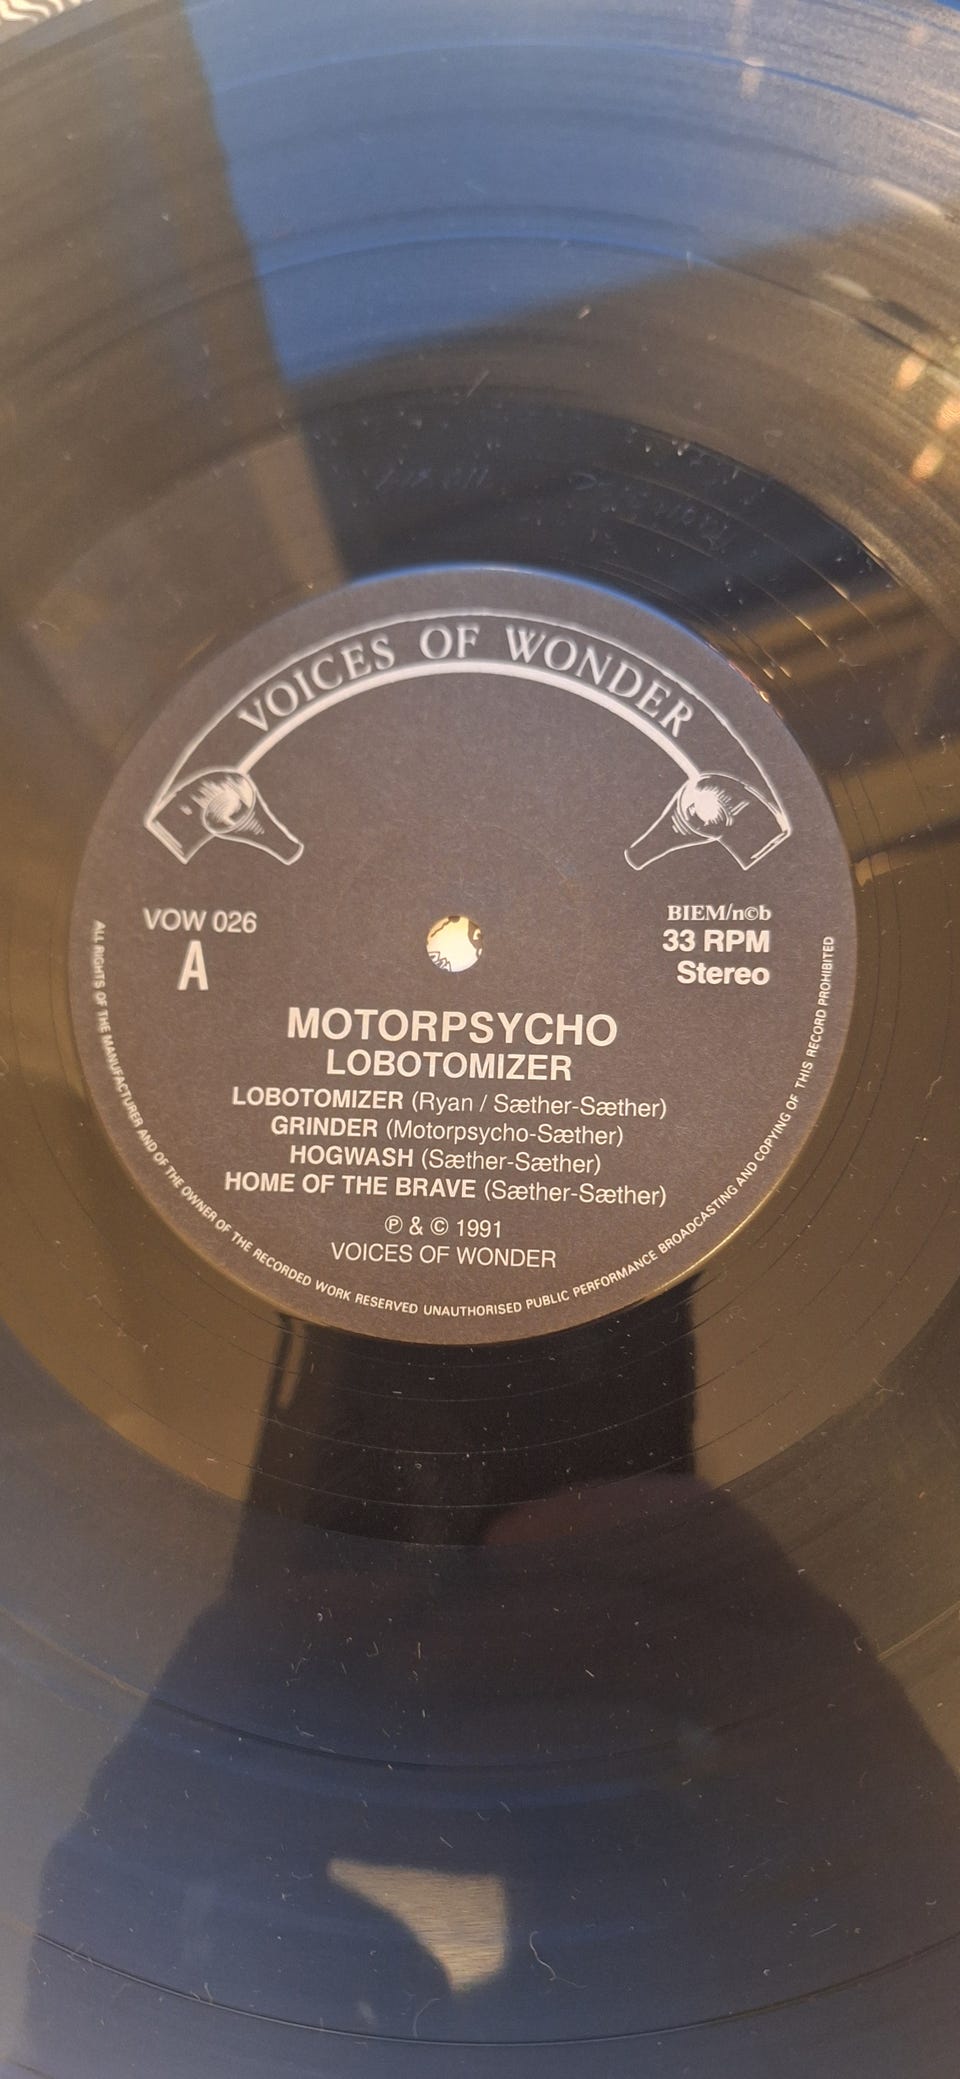 VOICES OF WONDER
VOW 026
A
BIEM/n©b
33 RPM
Stereo
MOTORPSYCHO
LOBOTOMIZER
LOBOTOMIZER (Ryan / Sæther-Sæther)
GRINDER (Motorpsycho-Sæther)
HOGWASH (Sæther-Sæther)
HOME OF THE BRAVE (Sæther-Sæther)
℗ & © 1991
VOICES OF WONDER
ALL RIGHTS OF THE MANUFACTURER AND OF THE OWNER OF THE RECORDED WORK RESERVED UNAUTHORISED PUBLIC PERFORMANCE BROADCASTING AND COPYING OF THIS RECORD PROHIBITED